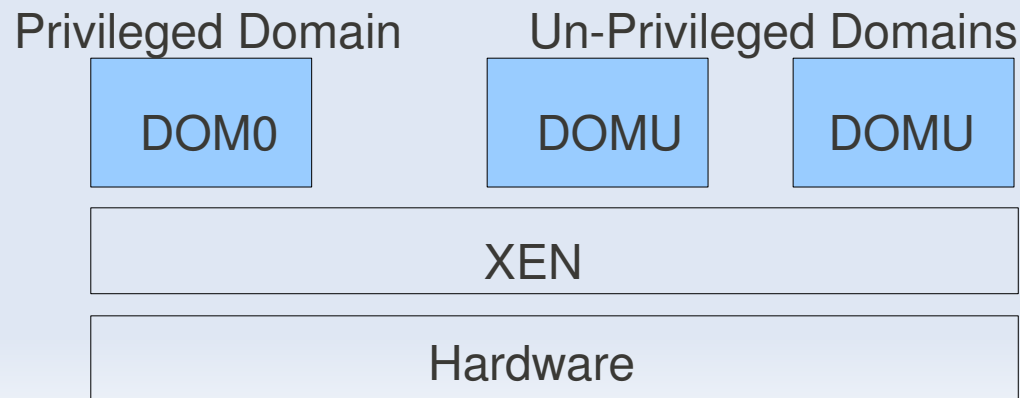 Privileged Domain
Un-Privileged Domains
DOM0
DOMU
DOMU
XEN
Hardware